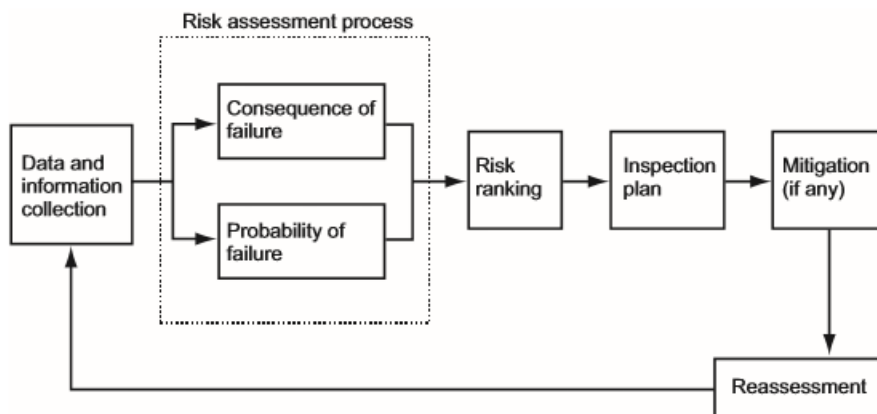 Risk assessment process
Consequence of
failure
Data and
information
collection
Probability of
failure
Risk
ranking
Inspection
plan
Mitigation
(if any)
Reassessment